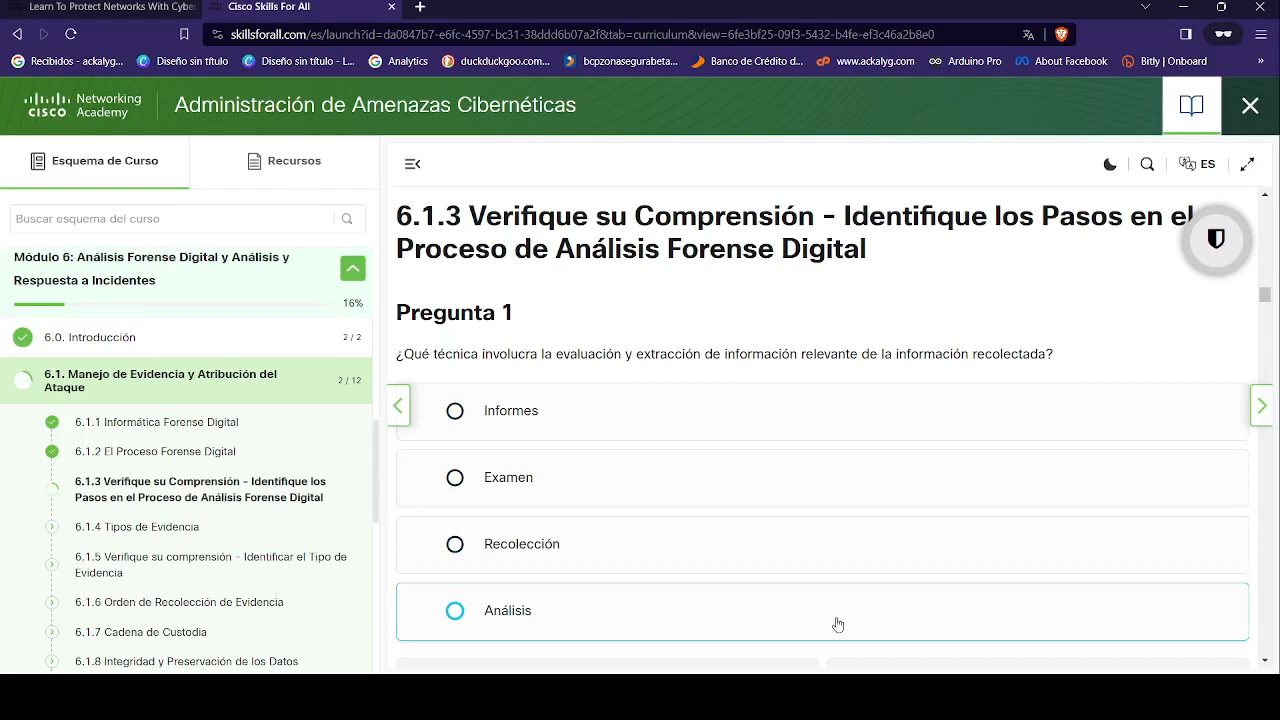 Learn To Protect Networks With Cyber
Cisco Skills For All
skillsforall.com/es/launch?id=da0847b7-e6fc-4597-bc31-38ddd6b07a2f&tab=curriculum&view=6fe3bf25-09f3-5432-b4fe-ef3c46a2b8e0
Recibidos - ackalyg...
Diseño sin título
Diseño sin título - L...
Analytics
duckduckgoo.com...
bcpzonasegurabeta...
Banco de Crédito d...
www.ackalyg.com
Arduino Pro
About Facebook
Bitly | Onboard
»
CISCO
Networking
Academy
Administración de Amenazas Cibernéticas
Esquema de Curso
Recursos
ES
Buscar esquema del curso
Módulo 6: Análisis Forense Digital y Análisis y
Respuesta a Incidentes
16%
6.0. Introducción
2 / 2
6.1. Manejo de Evidencia y Atribución del
Ataque
2 / 12
6.1.1 Informática Forense Digital
6.1.2 El Proceso Forense Digital
6.1.3 Verifique su Comprensión - Identifique los
Pasos en el Proceso de Análisis Forense Digital
6.1.4 Tipos de Evidencia
6.1.5 Verifique su comprensión - Identificar el Tipo de
Evidencia
6.1.6 Orden de Recolección de Evidencia
6.1.7 Cadena de Custodia
6.1.8 Integridad y Preservación de los Datos
6.1.3 Verifique su Comprensión - Identifique los Pasos en el
Proceso de Análisis Forense Digital
Pregunta 1
¿Qué técnica involucra la evaluación y extracción de información relevante de la información recolectada?
Informes
Examen
Recolección
Análisis